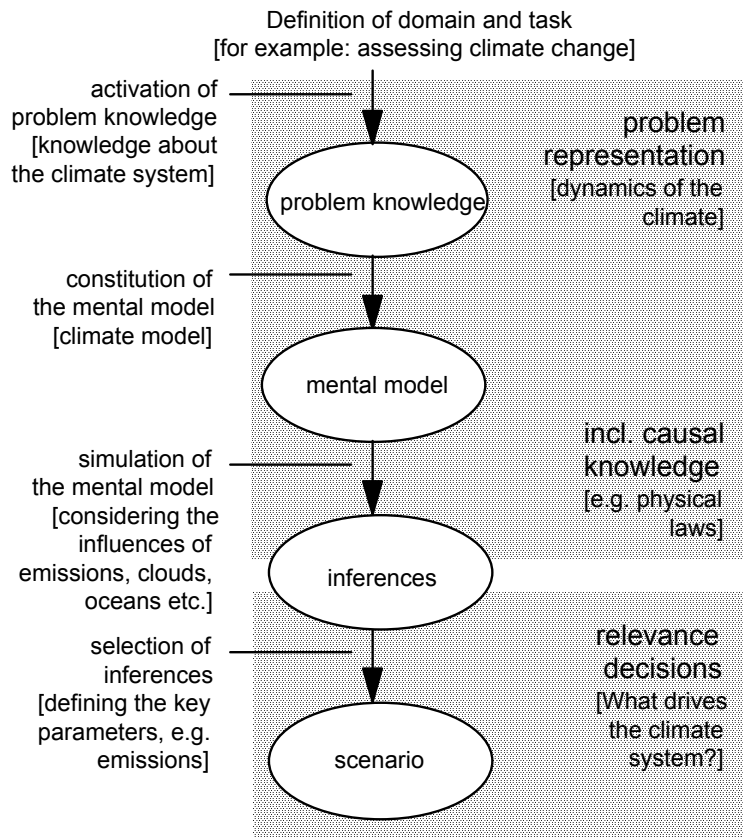 Definition of domain and task
[for example: assessing climate change]
activation of
problem knowledge
[knowledge about
the climate system]
problem
representation
[dynamics of the
climate]
problem knowledge
constitution of
the mental model
[climate model]
mental model
incl. causal
knowledge
[e.g. physical
laws]
simulation of
the mental model
[considering the
influences of
emissions, clouds,
oceans etc.]
inferences
selection of
inferences
[defining the key
parameters, e.g.
emissions]
relevance
decisions
[What drives
the climate
system?]
scenario